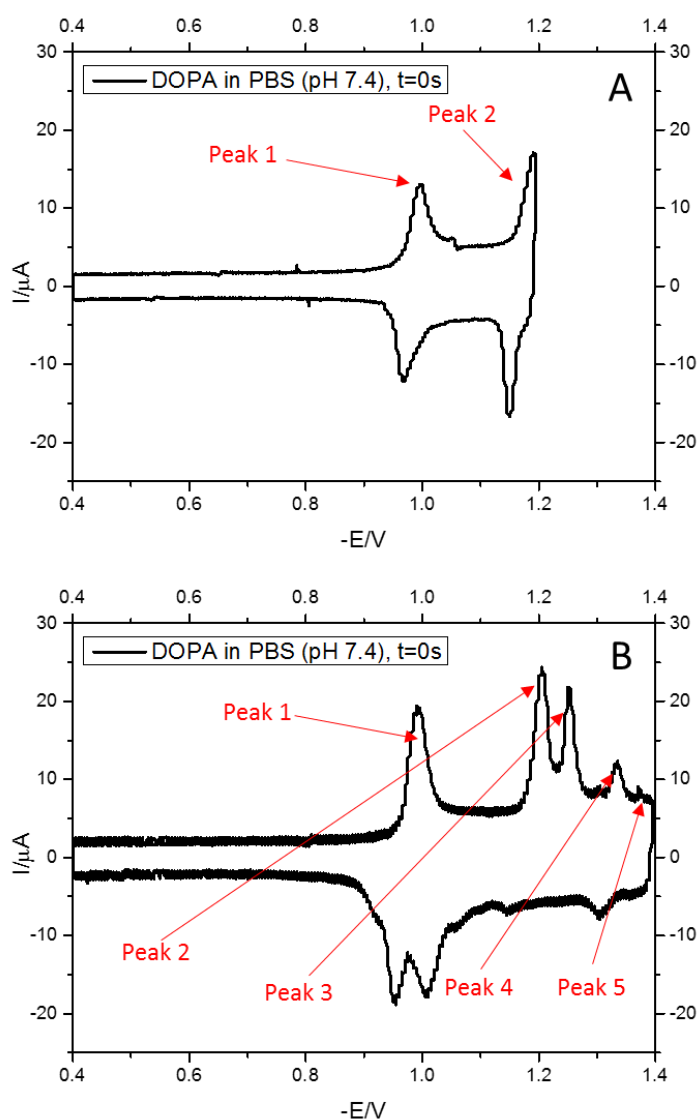 0.4 0.6 0.8 1.0 1.2 1.4
30 30
DOPA in PBS (pH 7.4), t=0s
A
Peak 2
Peak 1
20 20
10 10
I/μA
0 0
-10 -10
-20 -20
0.4 0.6 0.8 1.0 1.2 1.4
-E/V
0.4 0.6 0.8 1.0 1.2 1.4
30 30
DOPA in PBS (pH 7.4), t=0s
B
Peak 1
20 20
10 10
I/μA
0 0
-10 -10
Peak 2
Peak 3
Peak 4
Peak 5
-20 -20
0.4 0.6 0.8 1.0 1.2 1.4
-E/V